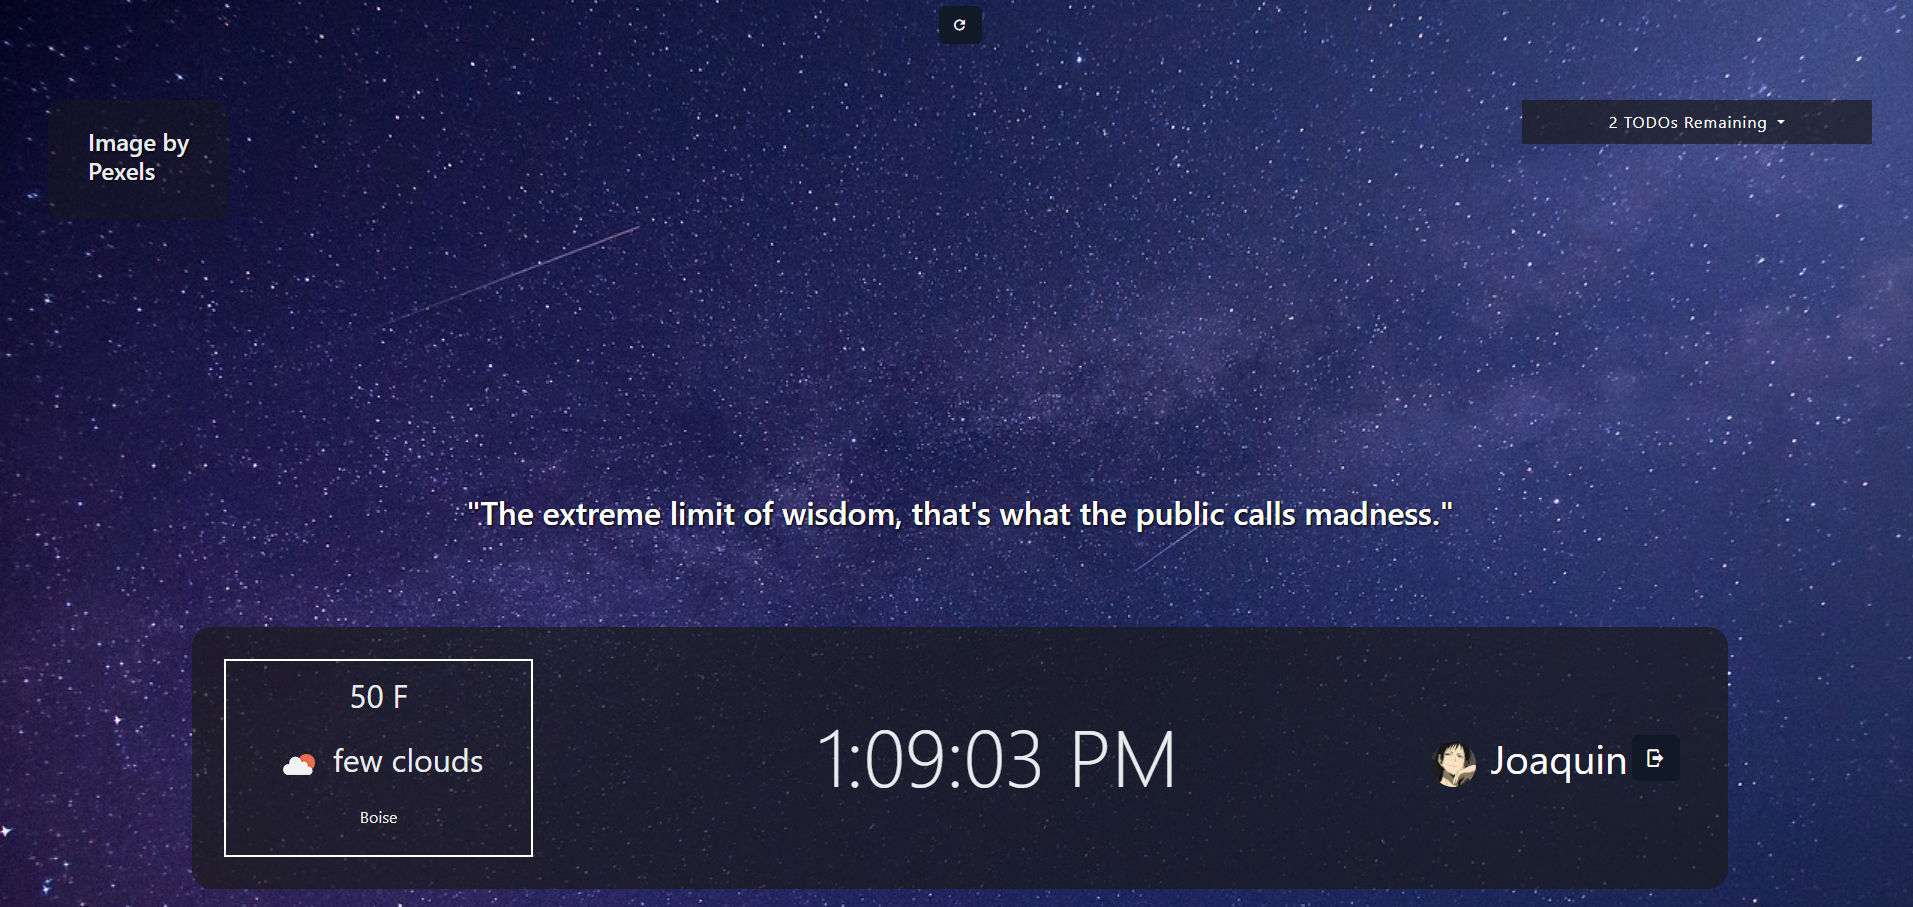 Image by
Pexels
2 TODOs Remaining
"The extreme limit of wisdom, that's what the public calls madness."
50 F
few clouds
Boise
1:09:03 PM
Joaquin